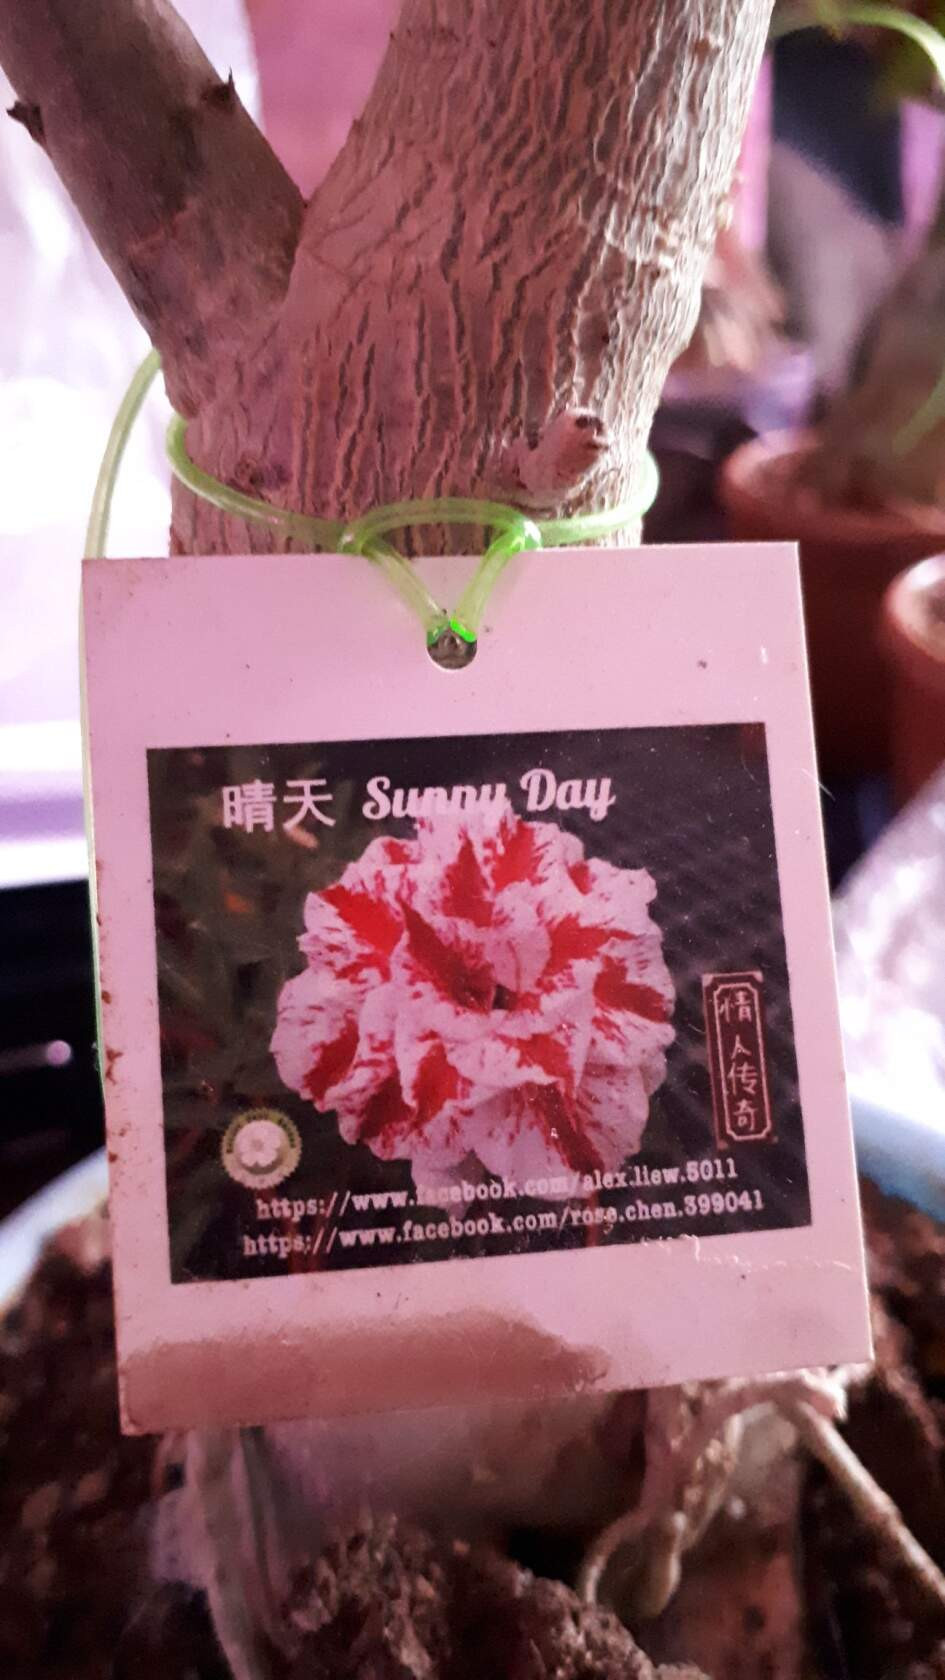 晴天 Sunny Day
情人传奇
https://www.facebook.com/alex.liew.5011
https://www.facebook.com/rose.chen.399041